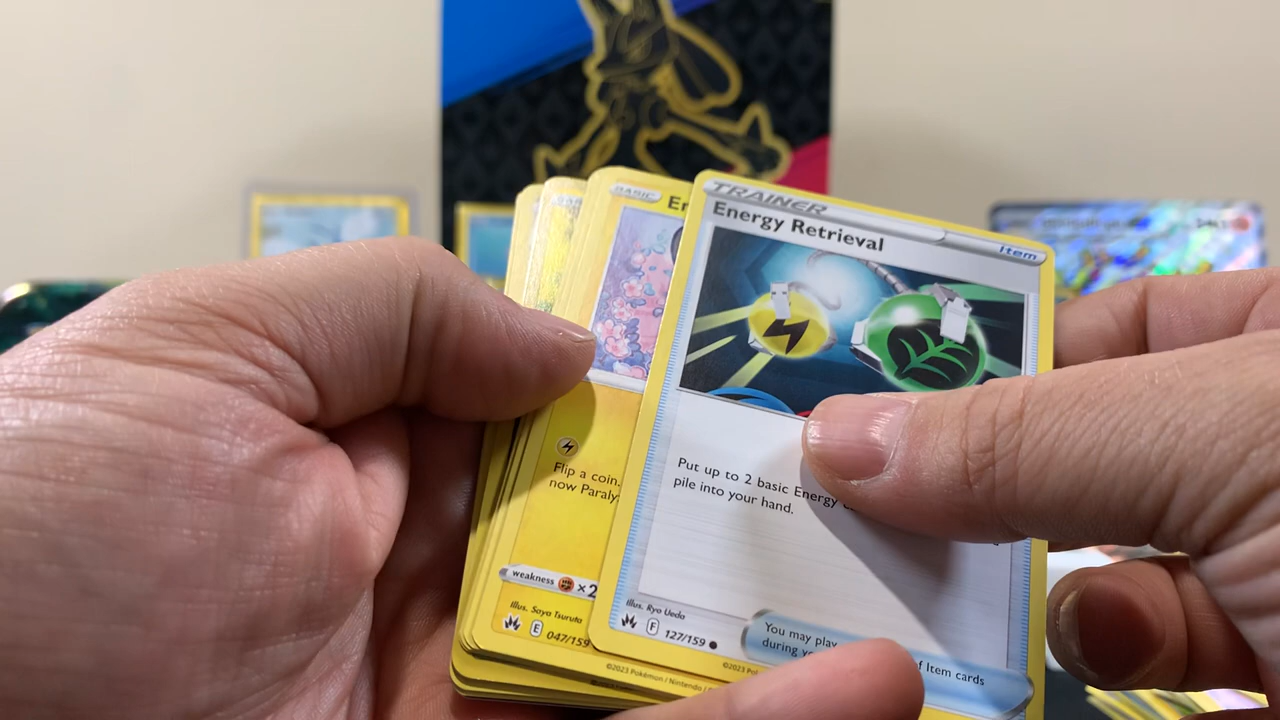 TRAINER
Energy Retrieval
Item
Put up to 2 basic Energy
pile into your hand.
Illus. Ryo Ueda
F 127/159
You may play
of Item cards
during
©2023 Pokémon
BASIC
Flip a coin.
now Paraly
weakness ×2
Illus. Saya Tsuruta
E 047/159
©2023 Pokémon / Nintendo /